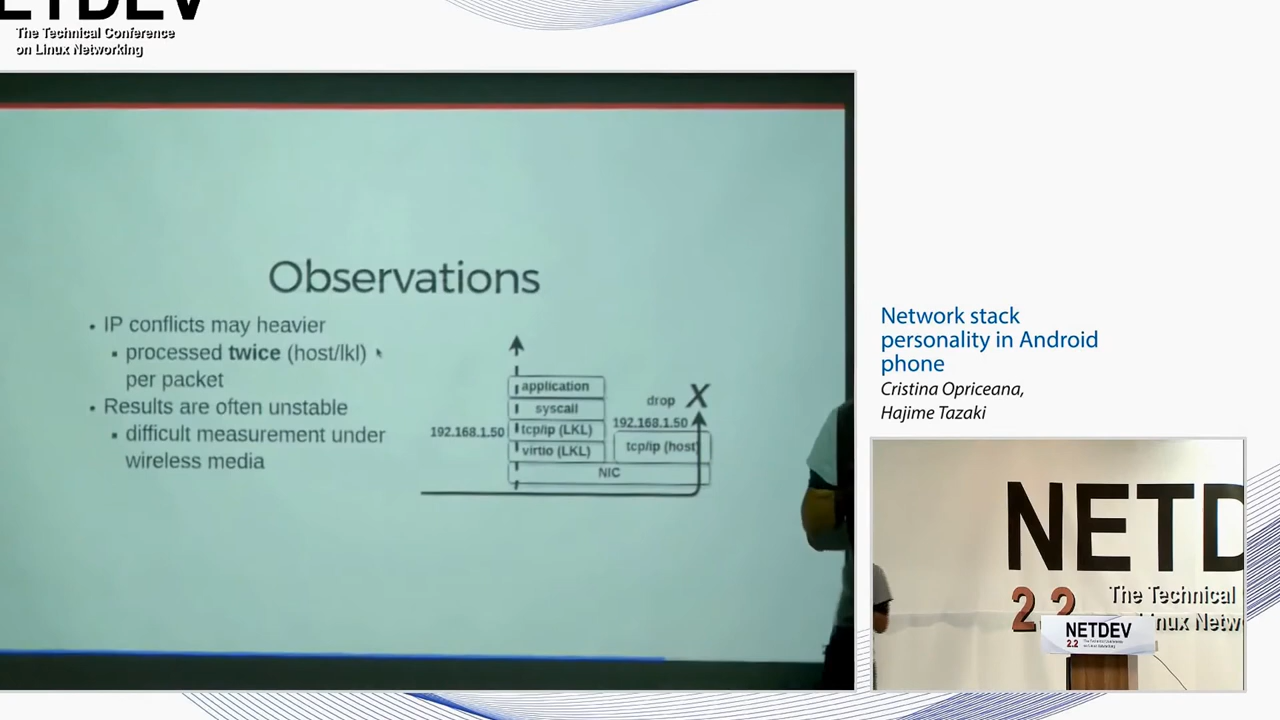 NETDEV
The Technical Conference
on Linux Networking
Observations
• IP conflicts may heavier
▪ processed twice (host/lkl)
per packet
• Results are often unstable
▪ difficult measurement under
wireless media
application
syscall
192.168.1.50
tcp/ip (LKL)
virtio (LKL)
drop X
192.168.1.50
tcp/ip (host)
NIC
Network stack
personality in Android
phone
Cristina Opriceana,
Hajime Tazaki
NETD
2.2
The Technical
inux Netw
NETDEV
2.2